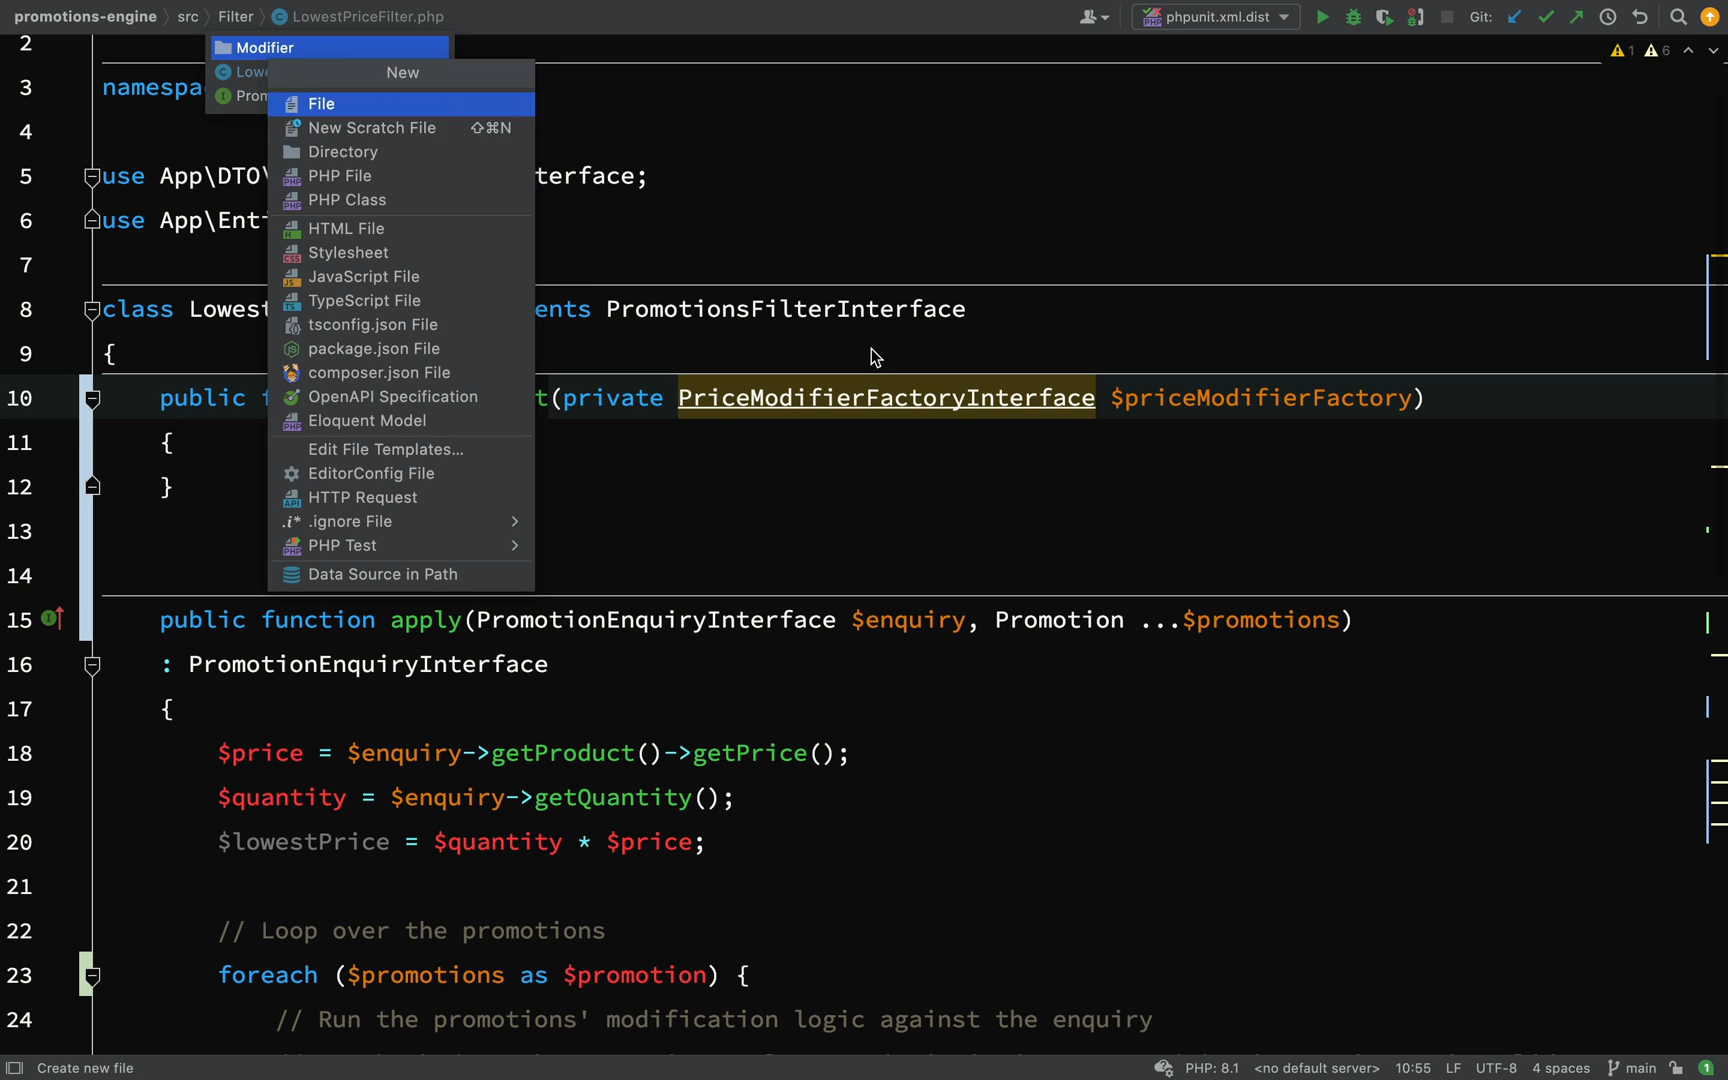 promotions-engine src Filter LowestPriceFilter.php phpunit.xml.dist Git:
Modifier
Lowe
Prom
New
File
New Scratch File ⇧⌘N
Directory
PHP File
PHP Class
HTML File
Stylesheet
JavaScript File
TypeScript File
tsconfig.json File
package.json File
composer.json File
OpenAPI Specification
Eloquent Model
Edit File Templates...
EditorConfig File
HTTP Request
.ignore File
PHP Test
Data Source in Path
1 6
2
3 namespa
4
5 use App\DTO\ terface;
6 use App\Enti
7
8 class Lowest ents PromotionsFilterInterface
9 {
10 public f t(private PriceModifierFactoryInterface $priceModifierFactory)
11 {
12 }
13
14
15 public function apply(PromotionEnquiryInterface $enquiry, Promotion ...$promotions)
16 : PromotionEnquiryInterface
17 {
18 $price = $enquiry->getProduct()->getPrice();
19 $quantity = $enquiry->getQuantity();
20 $lowestPrice = $quantity * $price;
21
22 // Loop over the promotions
23 foreach ($promotions as $promotion) {
24 // Run the promotions' modification logic against the enquiry
Create new file PHP: 8.1 <no default server> 10:55 LF UTF-8 4 spaces main 1